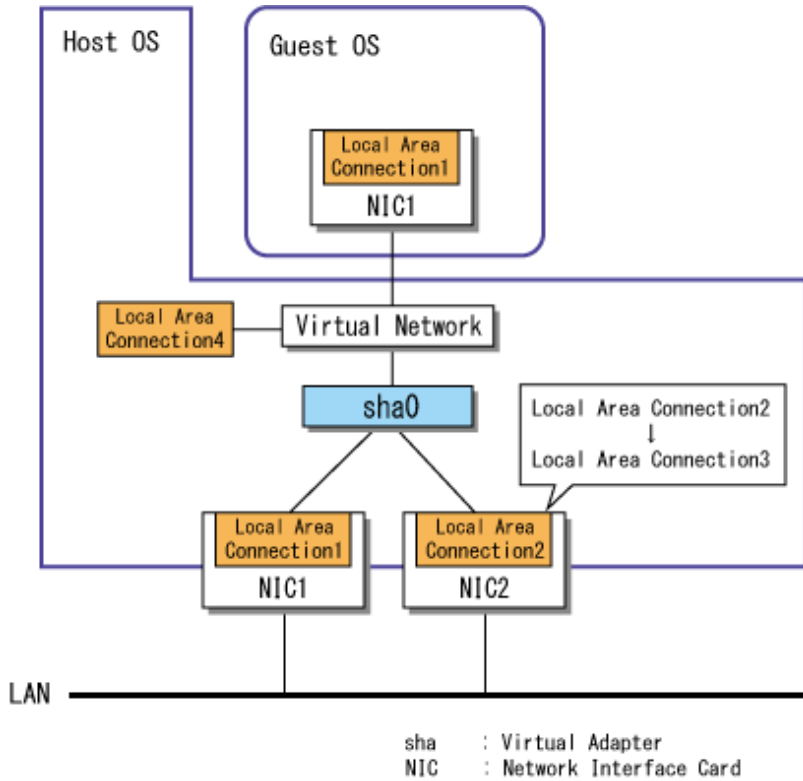 Host OS
Guest OS
Local Area
Connection1
NIC1
Local Area
Connection4
Virtual Network
sha0
Local Area Connection2
↓
Local Area Connection3
Local Area
Connection1
NIC1
Local Area
Connection2
NIC2
LAN
sha : Virtual Adapter
NIC : Network Interface Card